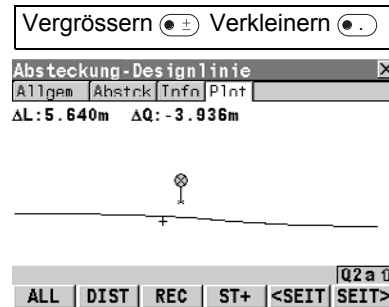 Vergrössern ± Verkleinern .
Absteckung-Designlinie X
Allgem Abstck Info Plot
ΔL:5.640m ΔQ:-3.936m
Q2a⇧
ALL DIST REC ST+ <SEIT SEIT>